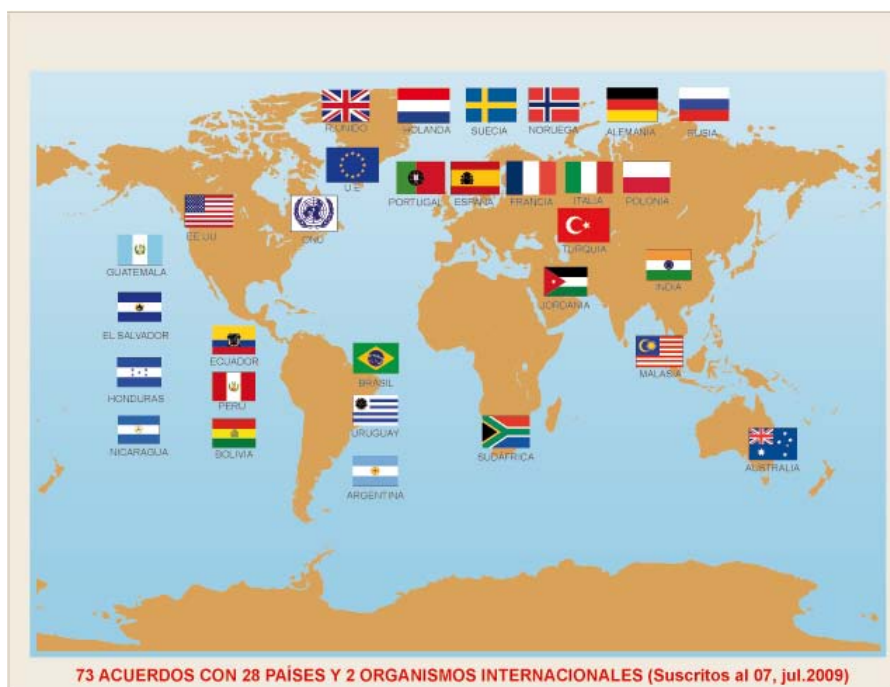 R.UNIDO HOLANDA SUECIA NORUEGA ALEMANIA RUSIA
U.E PORTUGAL ESPAÑA FRANCIA ITALIA POLONIA
EE.UU ONU TURQUIA
GUATEMALA JORDANIA INDIA
EL SALVADOR ECUADOR BRASIL MALASIA
HONDURAS PERÚ URUGUAY
NICARAGUA BOLIVIA SUDAFRICA AUSTRALIA
ARGENTINA
73 ACUERDOS CON 28 PAÍSES Y 2 ORGANISMOS INTERNACIONALES (Suscritos al 07, jul.2009)